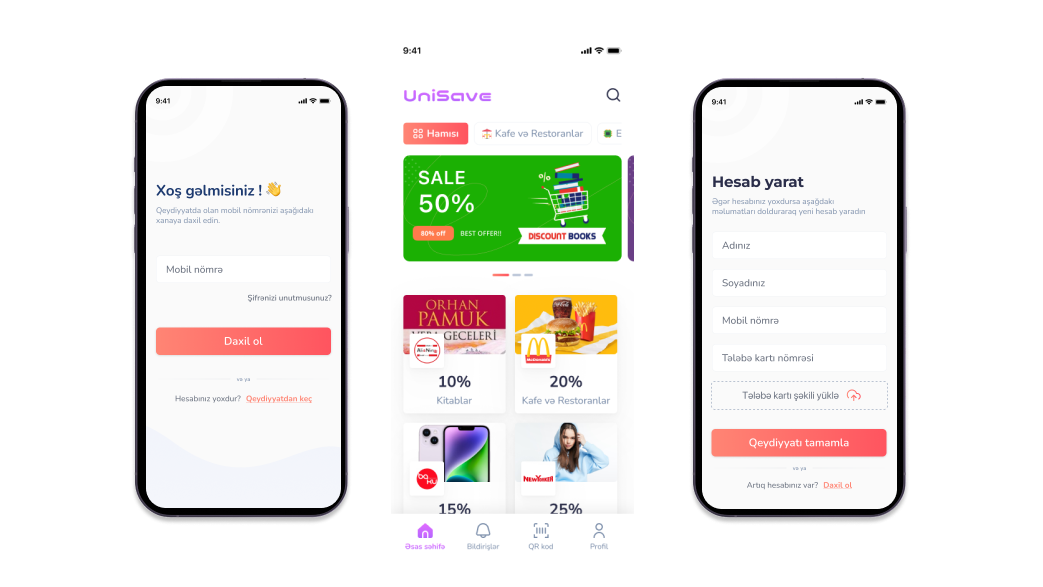 9:41
Xoş gəlmisiniz ! 👋
Qeydiyyatda olan mobil nömrənizi aşağıdakı
xanaya daxil edin.
Mobil nömrə
Şifrənizi unutmusunuz?
Daxil ol
və ya
Hesabınız yoxdur? Qeydiyyatdan keç
9:41
UniSave
Hamısı
Kafe və Restoranlar
E
SALE
50%
80% off
BEST OFFER!!
%
DISCOUNT BOOKS
ORHAN
PAMUK
VEBA GECELERİ
10%
Kitablar
20%
Kafe və Restoranlar
15%
NEWYORKER
25%
Əsas səhifə
Bildirişlər
QR kod
Profil
9:41
Hesab yarat
Əgər hesabınız yoxdursa aşağıdakı
məlumatları dolduraraq yeni hesab yaradın
Adınız
Soyadınız
Mobil nömrə
Tələbə kartı nömrəsi
Tələbə kartı şəkili yüklə
Qeydiyyatı tamamla
və ya
Artıq hesabınız var? Daxil ol